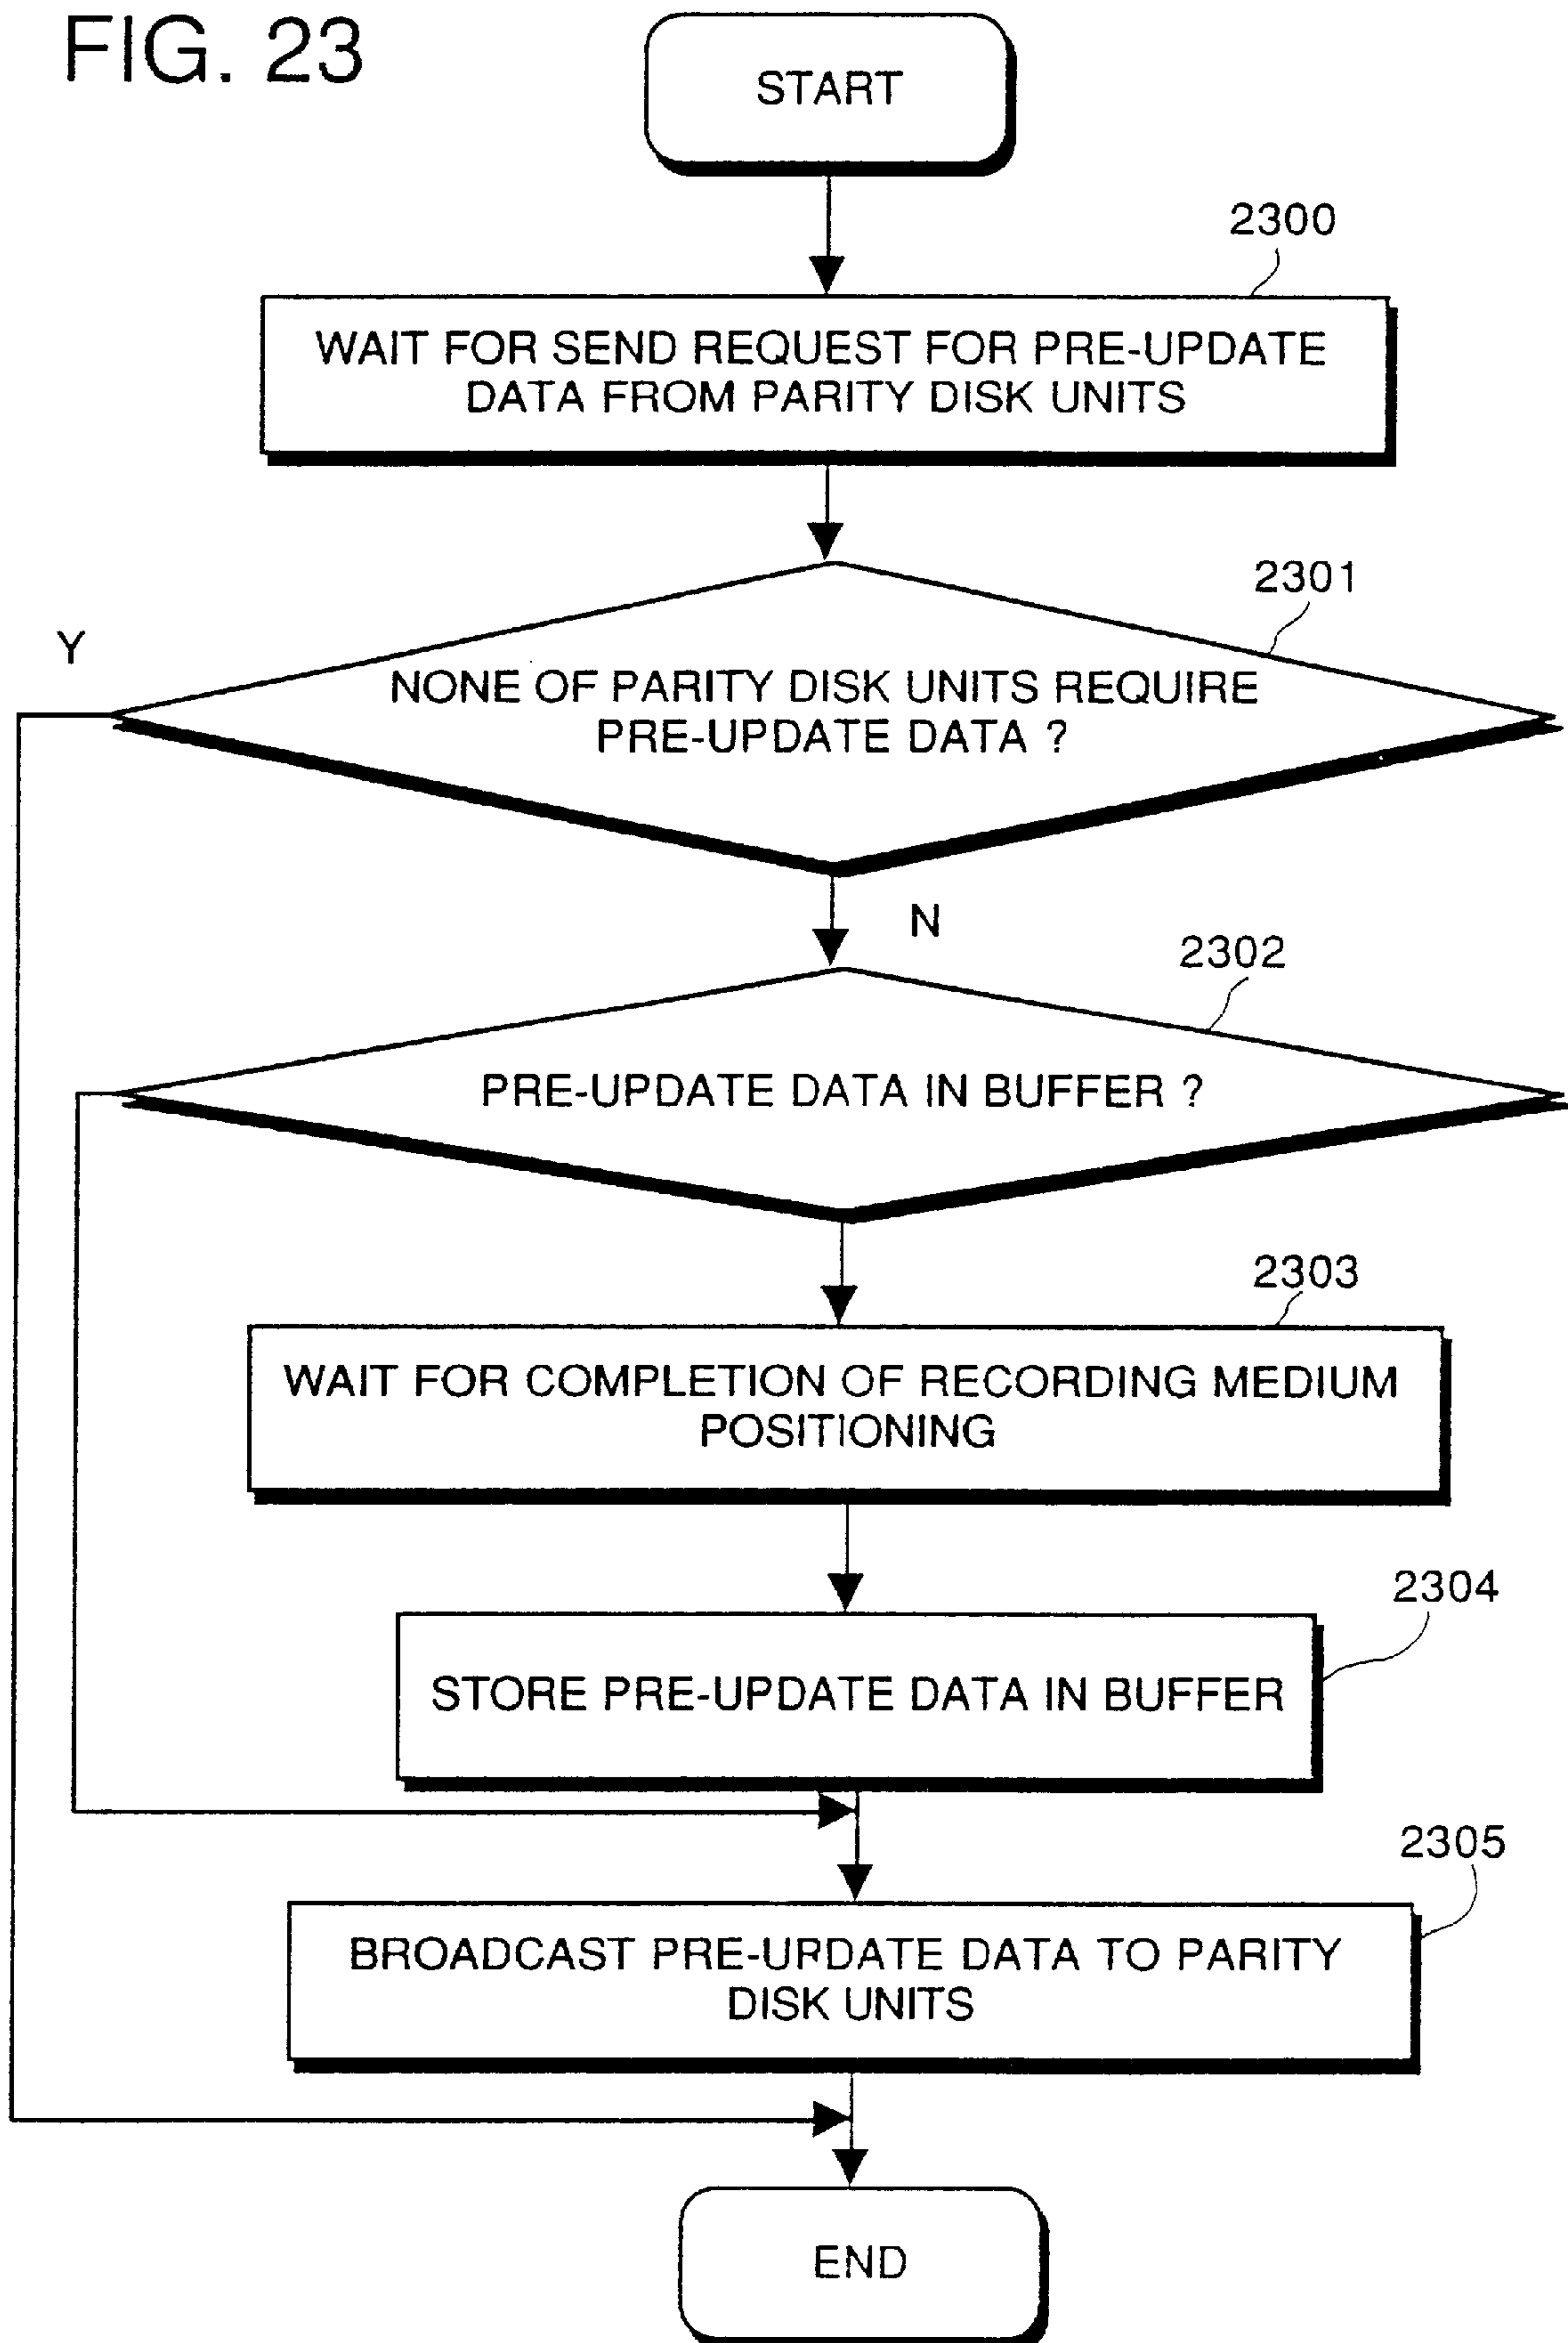 FIG. 23
START
2300
WAIT FOR SEND REQUEST FOR PRE-UPDATE
DATA FROM PARITY DISK UNITS
2301
Y
NONE OF PARITY DISK UNITS REQUIRE
PRE-UPDATE DATA ?
N
2302
PRE-UPDATE DATA IN BUFFER ?
2303
WAIT FOR COMPLETION OF RECORDING MEDIUM
POSITIONING
2304
STORE PRE-UPDATE DATA IN BUFFER
2305
BROADCAST PRE-UPDATE DATA TO PARITY
DISK UNITS
END